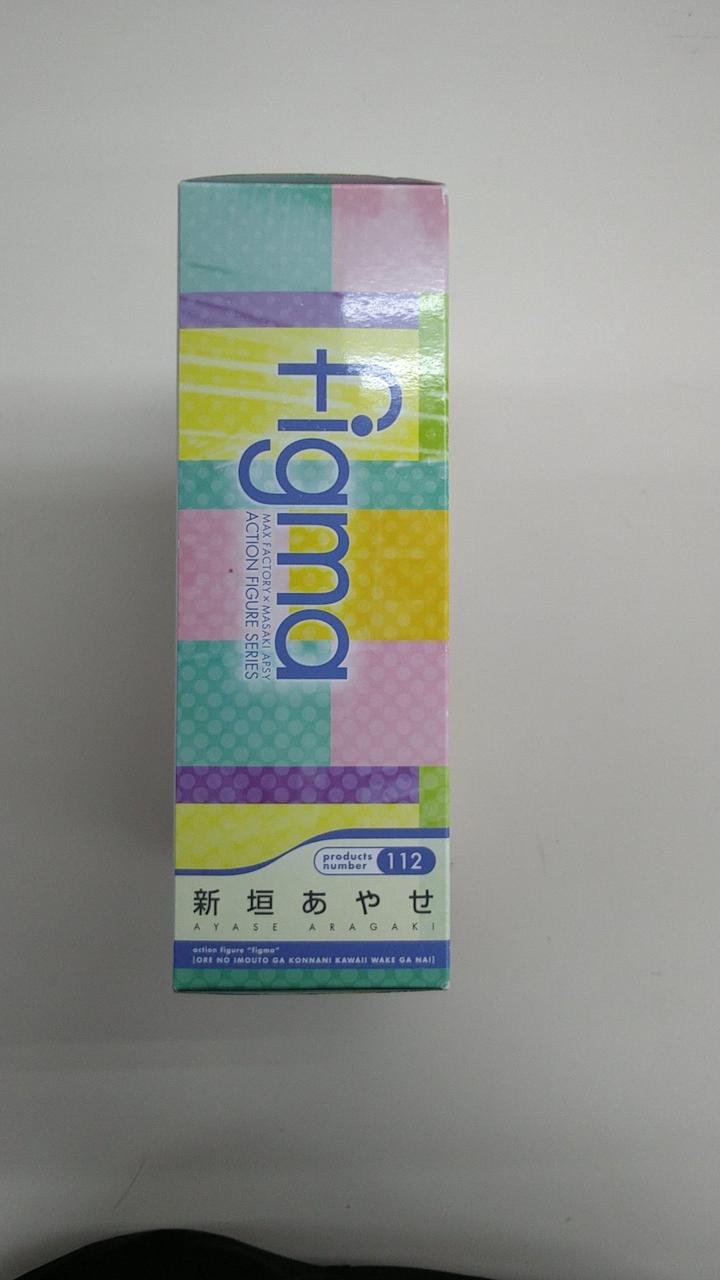 figma
MAX FACTORY × MASAKI APSY
ACTION FIGURE SERIES
products
number
112
新垣あやせ
AYASE ARAGAKI
action figure "figma"
[ORE NO IMOUTO GA KONNANI KAWAII WAKE GA NAI]